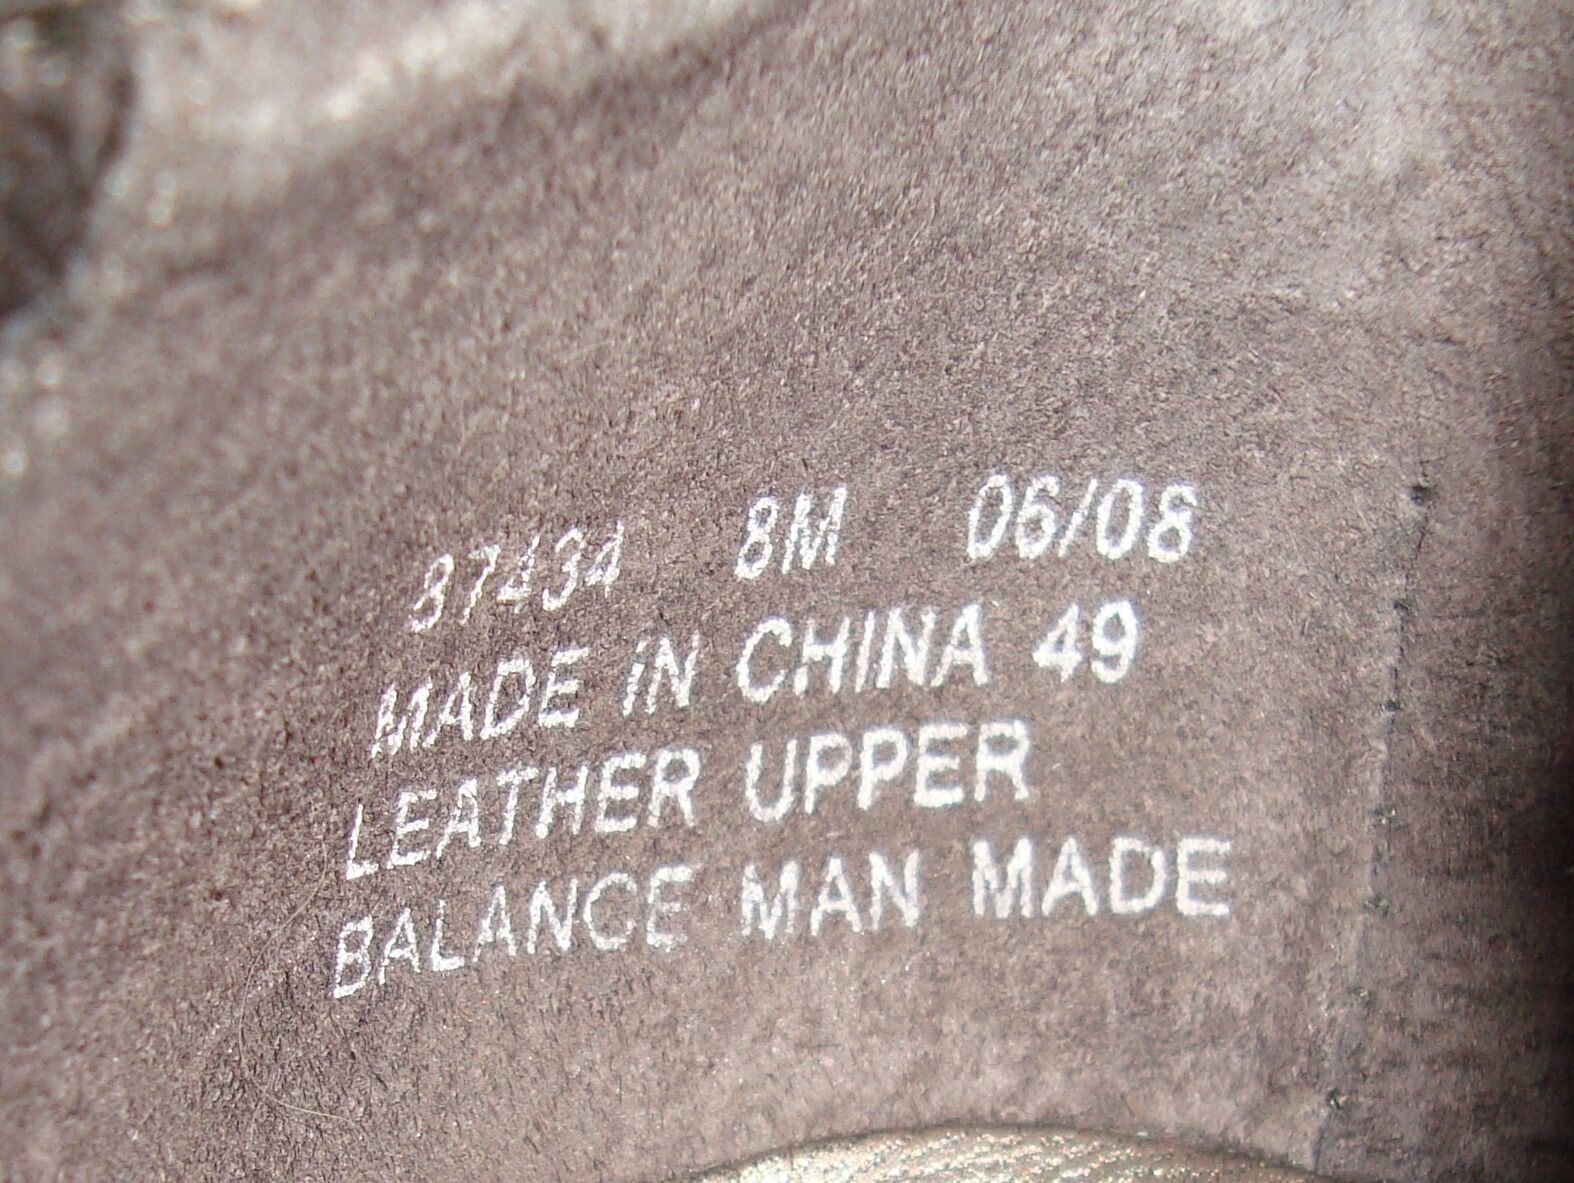 87434 8M 06/08
MADE iN CHINA 49
LEATHER UPPER
BALANCE MAN MADE